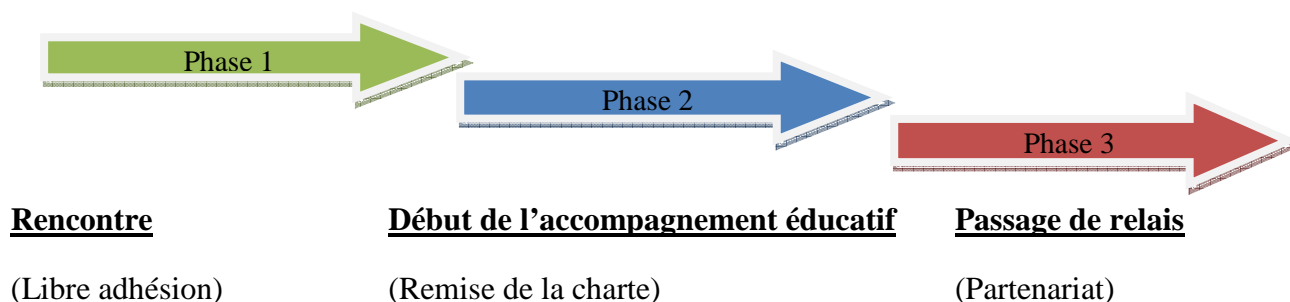 Phase 1
Phase 2
Phase 3
Rencontre Début de l’accompagnement éducatif Passage de relais
(Libre adhésion) (Remise de la charte) (Partenariat)